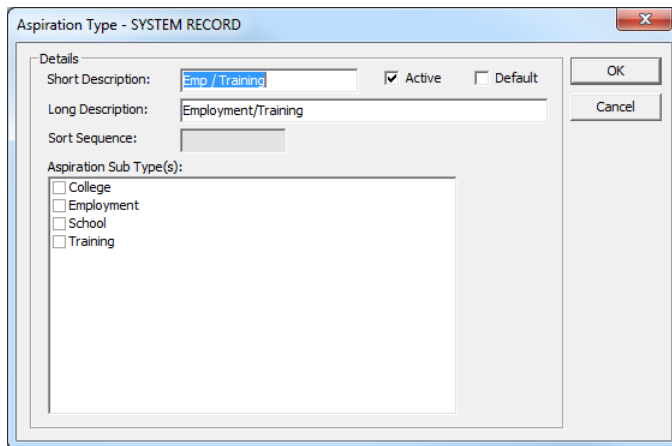 Aspiration Type - SYSTEM RECORD
Details
Short Description: Emp / Training Active Default OK
Long Description: Employment/Training Cancel
Sort Sequence:
Aspiration Sub Type(s):
College
Employment
School
Training